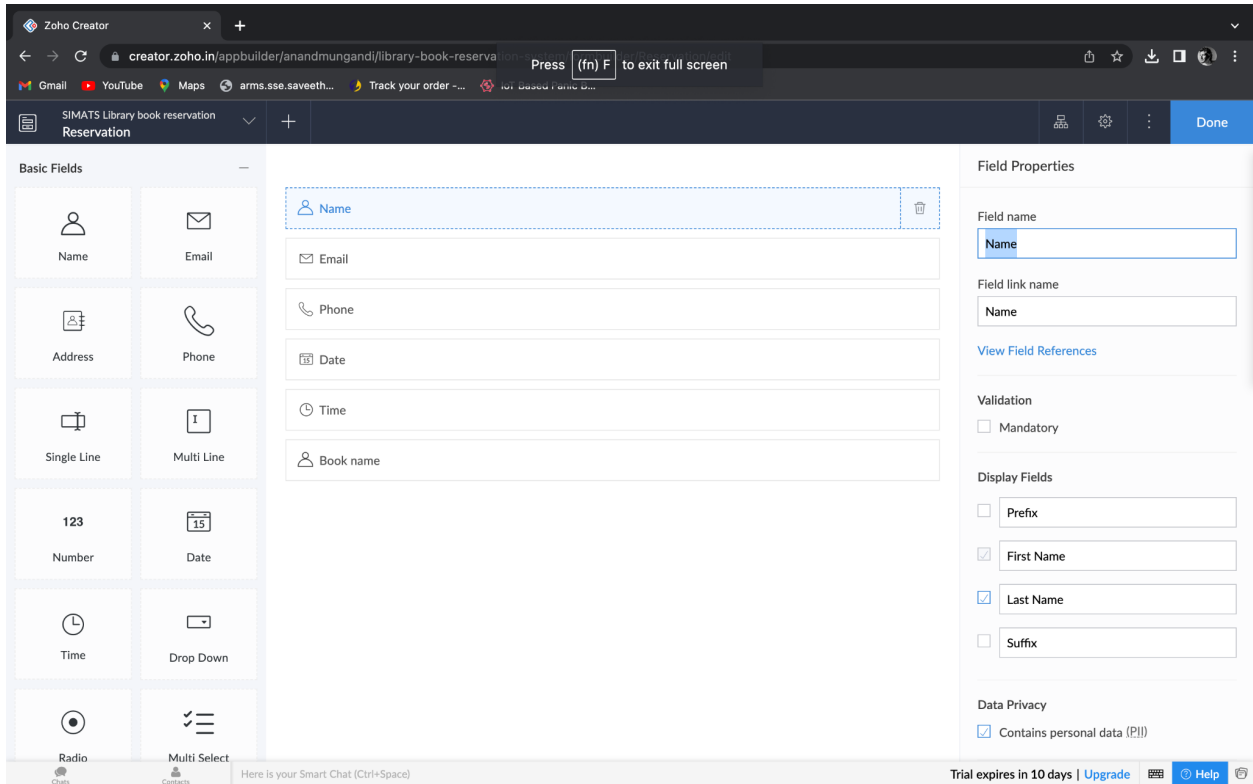 Zoho Creator
creator.zoho.in/appbuilder/anandmungandi/library-book-reserva
Press (fn) F to exit full screen
Gmail YouTube Maps arms.sse.saveeth... Track your order -... IoT Based Panic B...
SIMATS Library book reservation
Reservation
Done
Basic Fields
Name Email
Address Phone
Single Line Multi Line
123
Number
15
Date
Time Drop Down
Radio Multi Select
Name
Email
Phone
15 Date
Time
Book name
Field Properties
Field name
Name
Field link name
Name
View Field References
Validation
Mandatory
Display Fields
Prefix
First Name
Last Name
Suffix
Data Privacy
Contains personal data (PII)
Chats Contacts Here is your Smart Chat (Ctrl+Space) Trial expires in 10 days | Upgrade Help